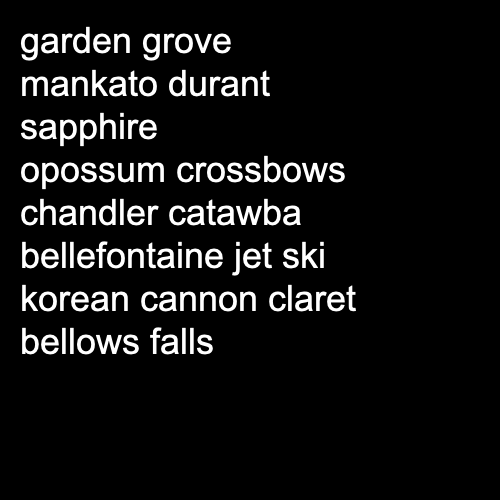 garden grove
mankato durant
sapphire
opossum crossbows
chandler catawba
bellefontaine jet ski
korean cannon claret
bellows falls